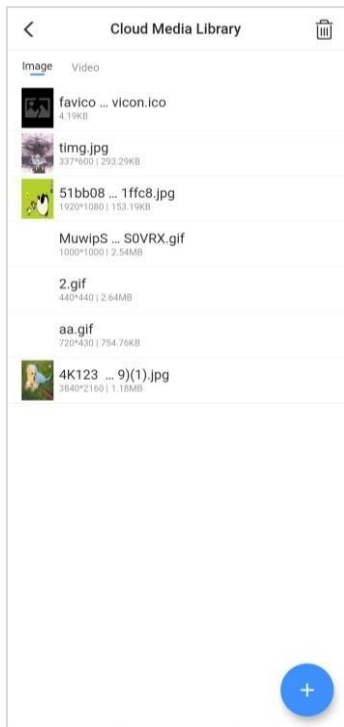 Cloud Media Library
Image Video
favico ... vicon.ico
4.19KB
timg.jpg
337*600 | 293.29KB
51bb08 ... 1ffc8.jpg
1920*1080 | 153.19KB
MuwipS ... S0VRX.gif
1000*1000 | 2.54MB
2.gif
440*440 | 2.64MB
aa.gif
720*430 | 754.76KB
4K123 ... 9)(1).jpg
3840*2160 | 1.18MB